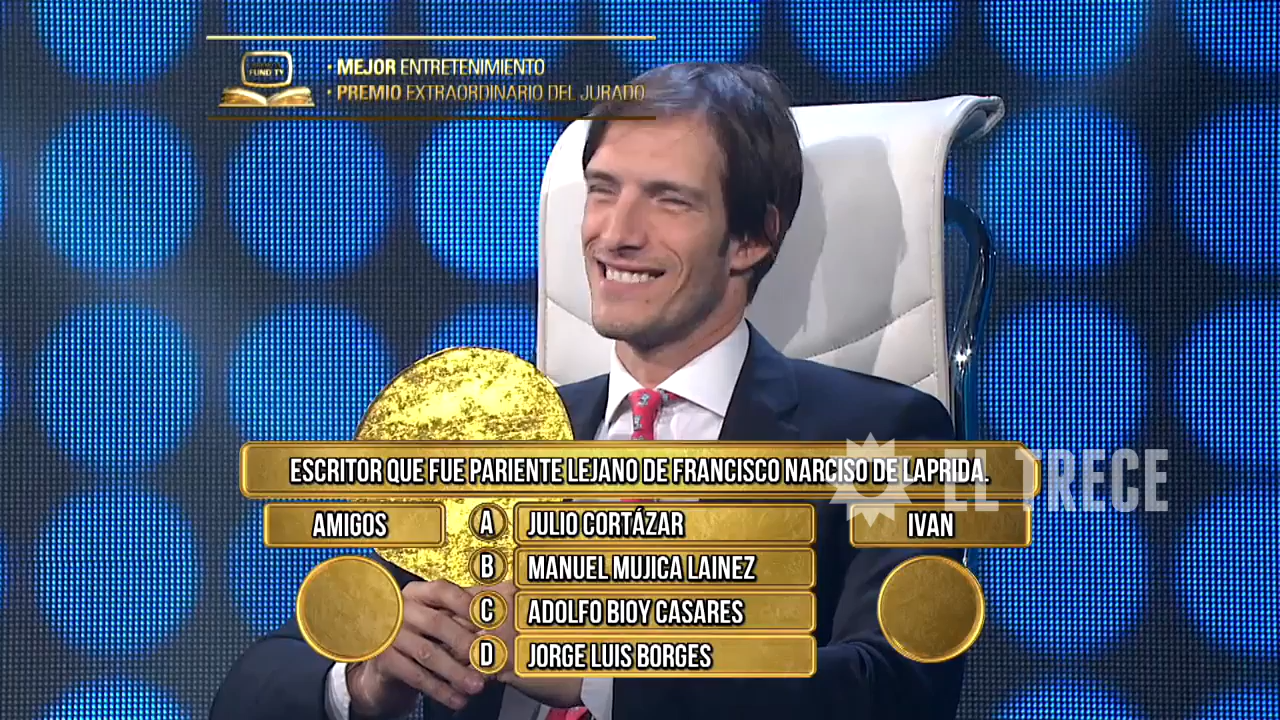 FUND TV
· MEJOR ENTRETENIMIENTO
· PREMIO EXTRAORDINARIO DEL JURADO
ESCRITOR QUE FUE PARIENTE LEJANO DE FRANCISCO NARCISO DE LAPRIDA.
EL TRECE
AMIGOS
A JULIO CORTÁZAR
IVAN
B MANUEL MUJICA LAINEZ
C ADOLFO BIOY CASARES
D JORGE LUIS BORGES